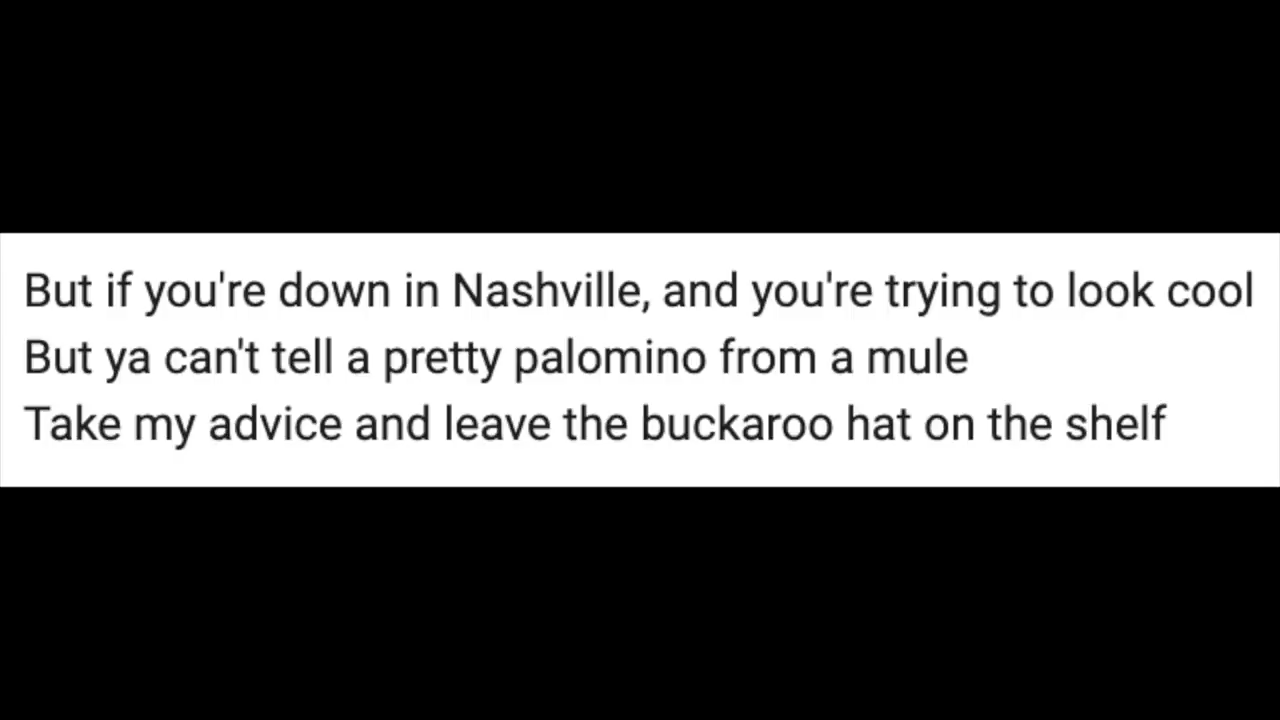 But if you're down in Nashville, and you're trying to look cool
But ya can't tell a pretty palomino from a mule
Take my advice and leave the buckaroo hat on the shelf